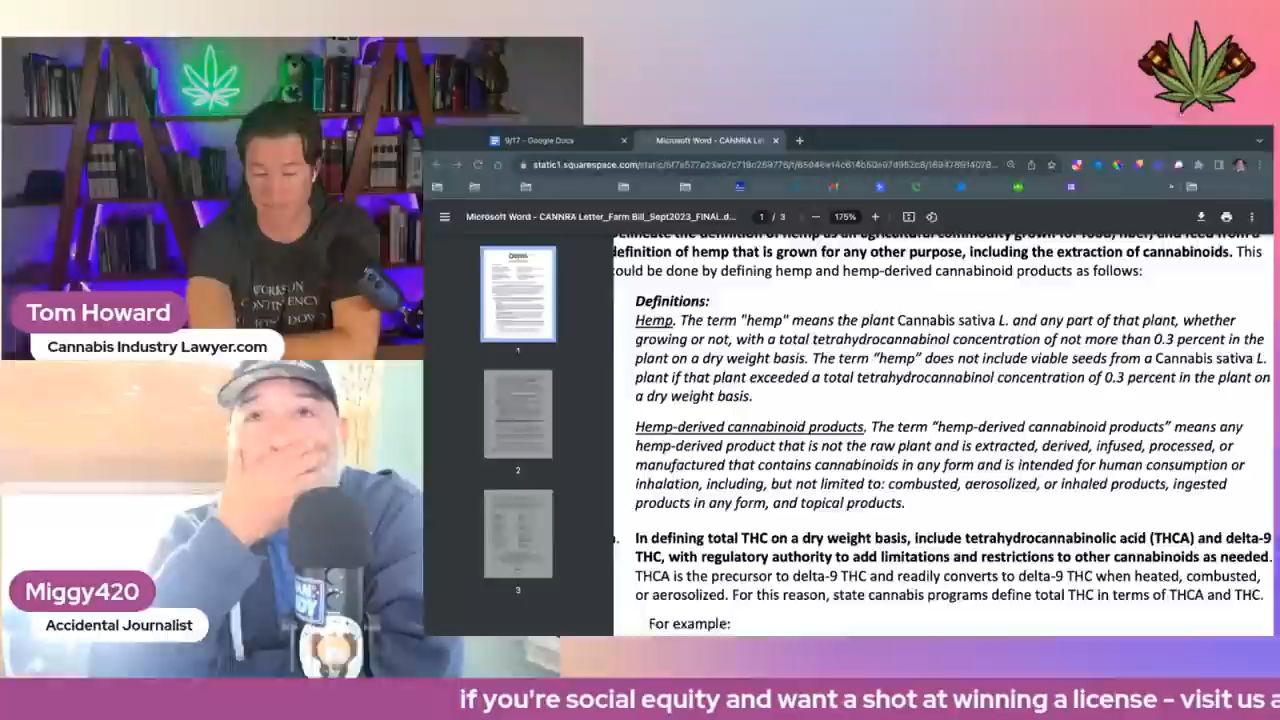 9/17 - Google Docs
Microsoft Word - CANNRA Let
Microsoft Word - CANNRA Letter_Farm Bill_Sept2023_FINAL.d...
1 / 3
175%
definition of hemp that is grown for any other purpose, including the extraction of cannabinoids. This
could be done by defining hemp and hemp-derived cannabinoid products as follows:
Definitions:
Hemp. The term "hemp" means the plant Cannabis sativa L. and any part of that plant, whether
growing or not, with a total tetrahydrocannabinol concentration of not more than 0.3 percent in the
plant on a dry weight basis. The term “hemp” does not include viable seeds from a Cannabis sativa L.
plant if that plant exceeded a total tetrahydrocannabinol concentration of 0.3 percent in the plant on
a dry weight basis.
Hemp-derived cannabinoid products. The term “hemp-derived cannabinoid products” means any
hemp-derived product that is not the raw plant and is extracted, derived, infused, processed, or
manufactured that contains cannabinoids in any form and is intended for human consumption or
inhalation, including, but not limited to: combusted, aerosolized, or inhaled products, ingested
products in any form, and topical products.
In defining total THC on a dry weight basis, include tetrahydrocannabinolic acid (THCA) and delta-9
THC, with regulatory authority to add limitations and restrictions to other cannabinoids as needed.
THCA is the precursor to delta-9 THC and readily converts to delta-9 THC when heated, combusted,
or aerosolized. For this reason, state cannabis programs define total THC in terms of THCA and THC.
For example:
1
2
3
WORKS ON
CONTINGENCY
Tom Howard
Cannabis Industry Lawyer.com
Miggy420
Accidental Journalist
if you're social equity and want a shot at winning a license - visit us a